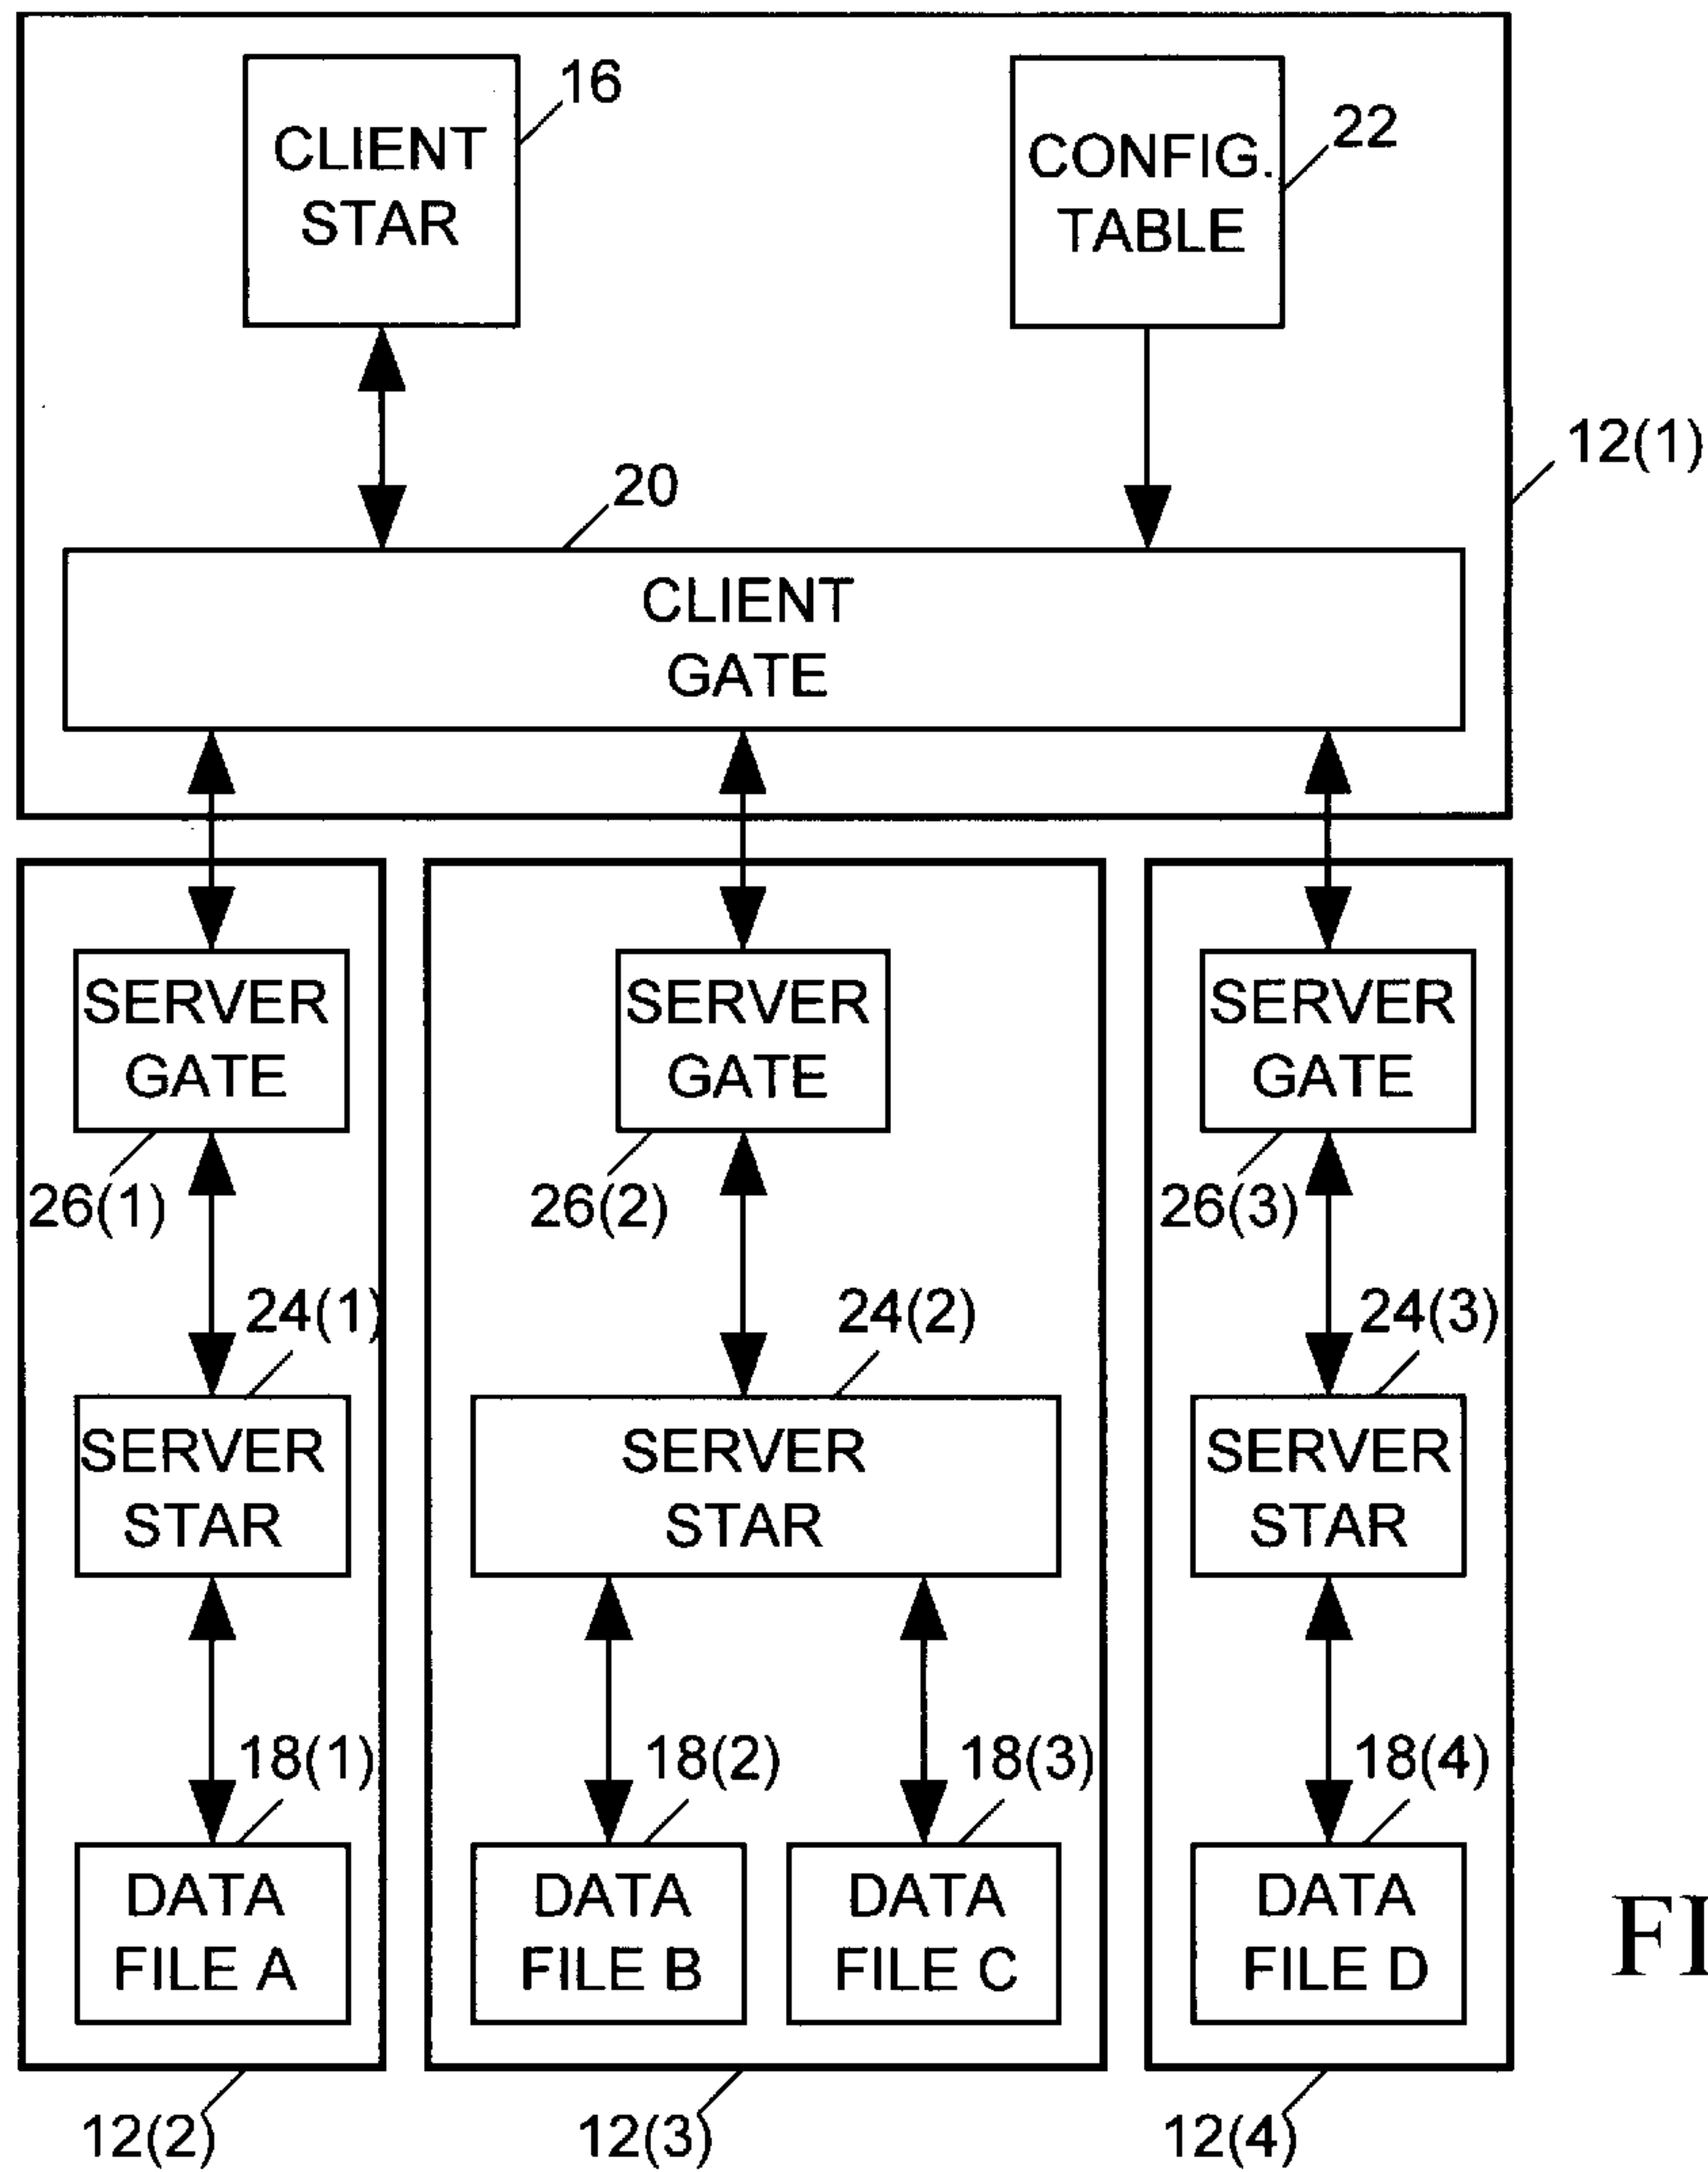 16
CLIENT
STAR
22
CONFIG.
TABLE
12(1)
20
CLIENT
GATE
SERVER
GATE
SERVER
GATE
SERVER
GATE
26(1)
26(2)
26(3)
24(1)
24(2)
24(3)
SERVER
STAR
SERVER
STAR
SERVER
STAR
18(1)
18(2)
18(3)
18(4)
DATA
FILE A
DATA
FILE B
DATA
FILE C
DATA
FILE D
FI
12(2)
12(3)
12(4)